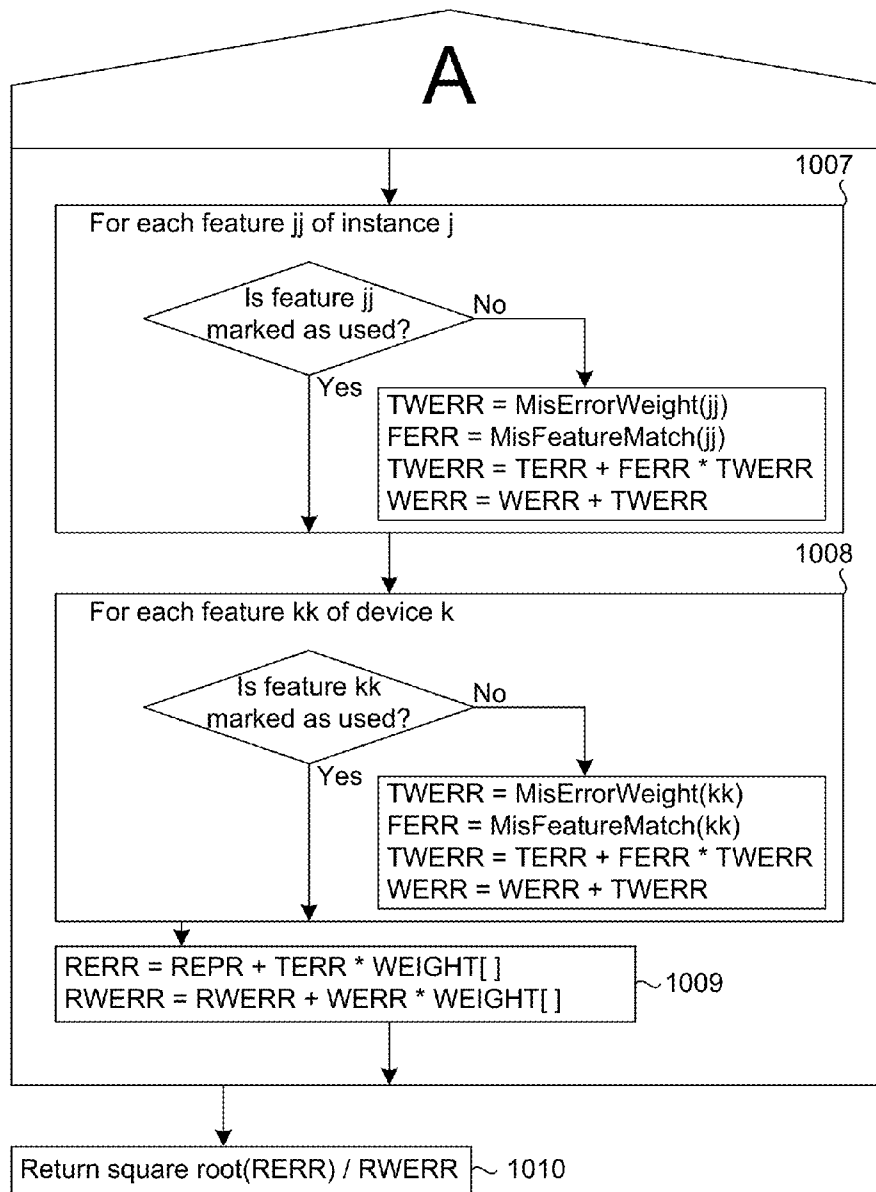 A
1007
For each feature jj of instance j
Is feature jj
marked as used?
No
Yes
TWERR = MisErrorWeight(jj)
FERR = MisFeatureMatch(jj)
TWERR = TERR + FERR * TWERR
WERR = WERR + TWERR
1008
For each feature kk of device k
Is feature kk
marked as used?
No
Yes
TWERR = MisErrorWeight(kk)
FERR = MisFeatureMatch(kk)
TWERR = TERR + FERR * TWERR
WERR = WERR + TWERR
RERR = REPR + TERR * WEIGHT[ ]
RWERR = RWERR + WERR * WEIGHT[ ]
1009
Return square root(RERR) / RWERR
1010